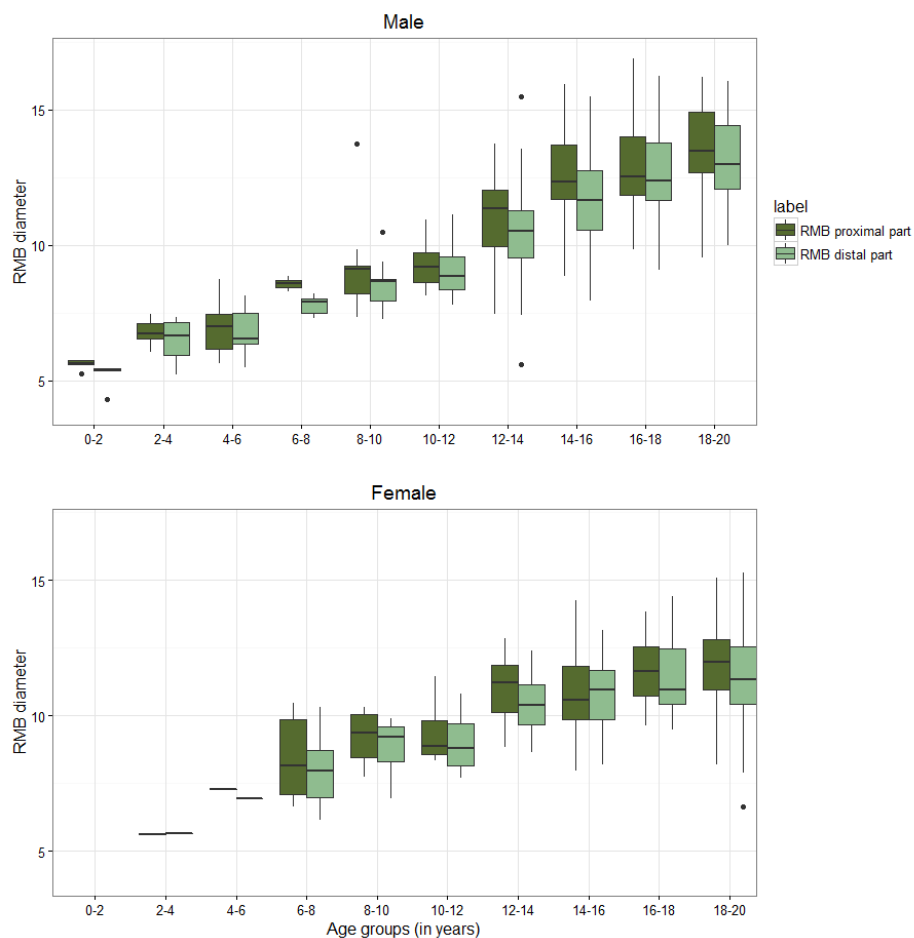 Male
15
10
5
RMB diameter
0-2 2-4 4-6 6-8 8-10 10-12 12-14 14-16 16-18 18-20
label
RMB proximal part
RMB distal part
Female
15
10
5
RMB diameter
0-2 2-4 4-6 6-8 8-10 10-12 12-14 14-16 16-18 18-20
Age groups (in years)